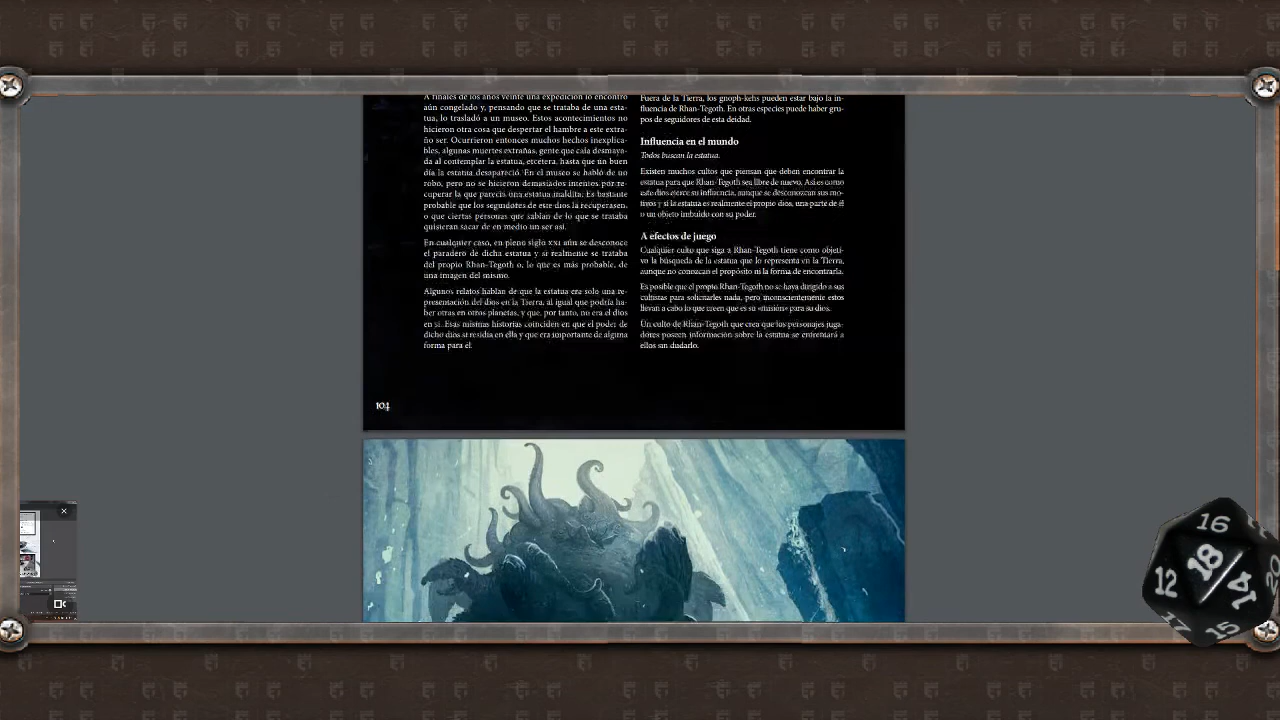 A finales de los años veinte una expedición lo encontró
aún congelado y, pensando que se trataba de una esta-
tua, lo trasladó a un museo. Estos acontecimientos no
hicieron otra cosa que despertar el hambre a este extra-
ño ser. Ocurrieron entonces muchos hechos inexplica-
bles, algunas muertes extrañas, gente que caía desmaya-
da al contemplar la estatua, etcétera, hasta que un buen
día la estatua desapareció. En el museo se habló de un
robo, pero no se hicieron demasiados intentos por re-
cuperar la que parecía una estatua maldita. Es bastante
probable que los seguidores de este dios la recuperasen,
o que ciertas personas que sabían de lo que se trataba
quisieran sacar de en medio un ser así.
En cualquier caso, en pleno siglo XXI aún se desconoce
el paradero de dicha estatua y si realmente se trataba
del propio Rhan-Tegoth o, lo que es más probable, de
una imagen del mismo.
Algunos relatos hablan de que la estatua era solo una re-
presentación del dios en la Tierra, al igual que podría ha-
ber otras en otros planetas, y que, por tanto, no era el dios
en sí. Esas mismas historias coinciden en que el poder de
dicho dios sí residía en ella y que era importante de alguna
forma para él.
104
Fuera de la Tierra, los gnoph-kehs pueden estar bajo la in-
fluencia de Rhan-Tegoth. En otras especies puede haber gru-
pos de seguidores de esta deidad.
Influencia en el mundo
Todos buscan la estatua.
Existen muchos cultos que piensan que deben encontrar la
estatua para que Rhan-Tegoth sea libre de nuevo. Así es como
este dios ejerce su influencia, aunque se desconozcan sus mo-
tivos y si la estatua es realmente el propio dios, una parte de él
o un objeto imbuido con su poder.
A efectos de juego
Cualquier culto que siga a Rhan-Tegoth tiene como objeti-
vo la búsqueda de la estatua que lo representa en la Tierra,
aunque no conozcan el propósito ni la forma de encontrarla.
Es posible que el propio Rhan-Tegoth no se haya dirigido a sus
cultistas para solicitarles nada, pero inconscientemente estos
llevan a cabo lo que creen que es su «misión» para su dios.
Un culto de Rhan-Tegoth que crea que los personajes juga-
dores poseen información sobre la estatua se enfrentará a
ellos sin dudarlo.
16
18
12
4
20
17
15